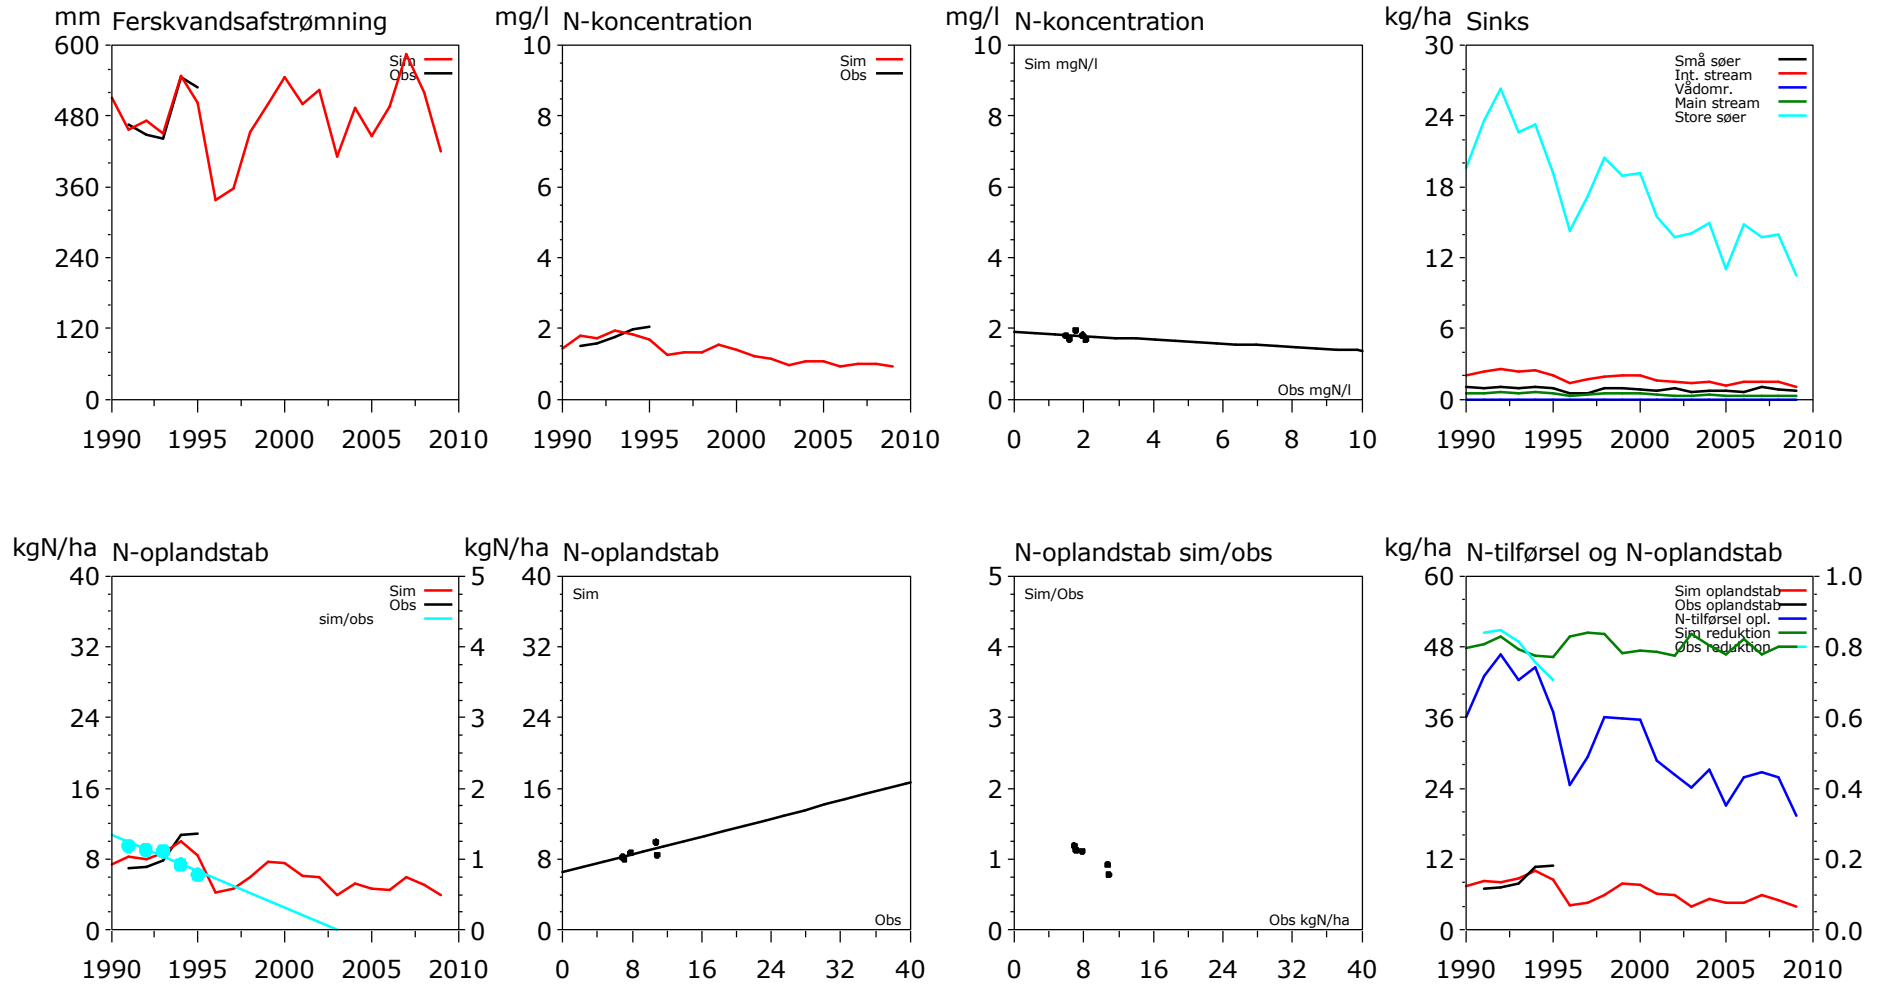 mm Ferskvandsafstrømning
600
480
360
240
120
0
1990 1995 2000 2005 2010
Sim
Obs
mg/l N-koncentration
10
8
6
4
2
0
1990 1995 2000 2005 2010
Sim
Obs
mg/l N-koncentration
10
8
6
4
2
0
0 2 4 6 8 10
Sim mgN/l
Obs mgN/l
kg/ha Sinks
30
24
18
12
6
0
1990 1995 2000 2005 2010
Små søer
Int. stream
Vådomr.
Main stream
Store søer
kgN/ha N-oplandstab
40
32
24
16
8
0
1990 1995 2000 2005 2010
Sim
Obs
sim/obs
5
4
3
2
1
0
kgN/ha N-oplandstab
40
32
24
16
8
0
0 8 16 24 32 40
Sim
Obs
N-oplandstab sim/obs
5
4
3
2
1
0
0 8 16 24 32 40
Sim/Obs
Obs kgN/ha
kg/ha N-tilførsel og N-oplandstab
60
48
36
24
12
0
1990 1995 2000 2005 2010
Sim oplandstab
Obs oplandstab
N-tilførsel opl.
Sim reduktion
Obs reduktion
1.0
0.8
0.6
0.4
0.2
0.0